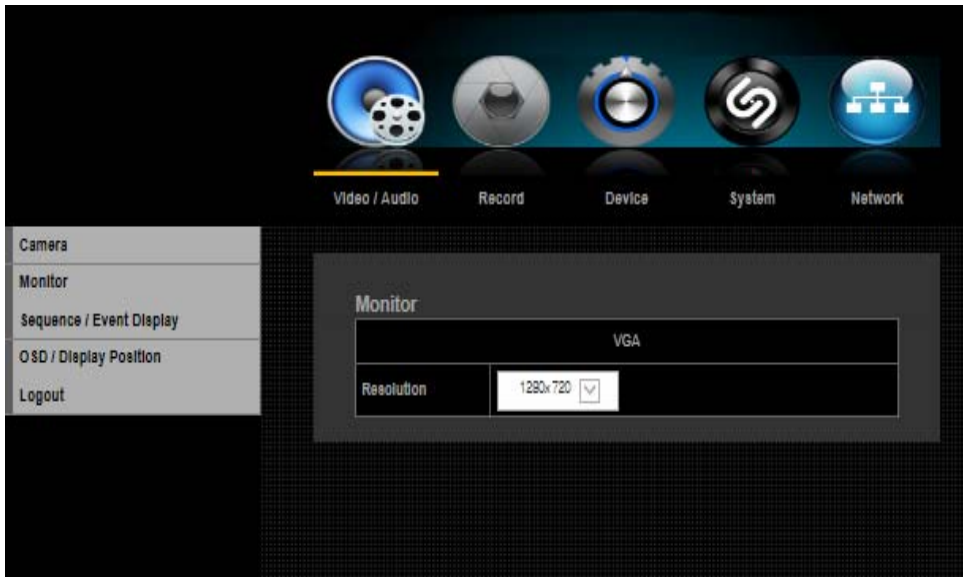 Video / Audio Record Device System Network
Camera
Monitor
Sequence / Event Display
OSD / Display Position
Logout
Monitor
VGA
Resolution 1280x720